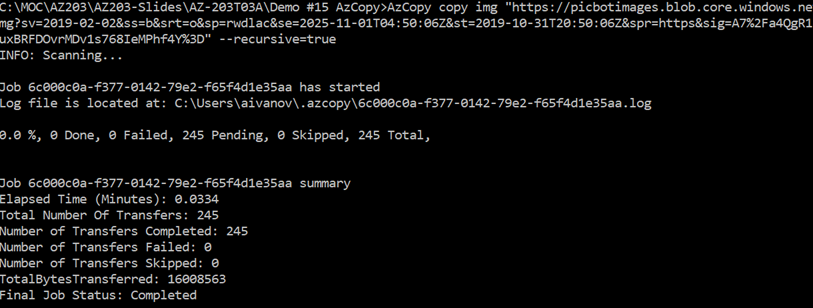 C:\MOC\AZ203\AZ203-Slides\AZ-203T03A\Demo #15 AzCopy>AzCopy copy img "https://picbotimages.blob.core.windows.ne
mg?sv=2019-02-02&ss=b&srt=o&sp=rwdlac&se=2025-11-01T04:50:06Z&st=2019-10-31T20:50:06Z&spr=https&sig=A7%2Fa4QgR1
uxBRFDOvrMDv1s768IeMPhf4Y%3D" --recursive=true
INFO: Scanning...
Job 6c000c0a-f377-0142-79e2-f65f4d1e35aa has started
Log file is located at: C:\Users\aivanov\.azcopy\6c000c0a-f377-0142-79e2-f65f4d1e35aa.log
0.0 %, 0 Done, 0 Failed, 245 Pending, 0 Skipped, 245 Total,
Job 6c000c0a-f377-0142-79e2-f65f4d1e35aa summary
Elapsed Time (Minutes): 0.0334
Total Number Of Transfers: 245
Number of Transfers Completed: 245
Number of Transfers Failed: 0
Number of Transfers Skipped: 0
TotalBytesTransferred: 16008563
Final Job Status: Completed